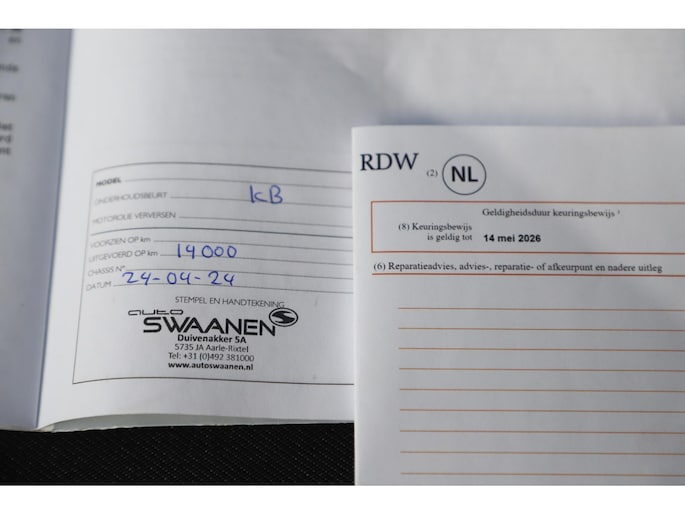 MODEL
ONDERHOUDSBEURT KB
MOTOROLIE VERVERSEN
VOORZIEN OP km
UITGEVOERD OP km 14000
CHASSIS N°
DATUM 24-04-24
STEMPEL EN HANDTEKENING
auto
SWAANEN
Duivenakker 5A
5735 JA Aarle-Rixtel
Tel: +31 (0)492 381000
www.autoswaanen.nl
RDW (2) NL
Geldigheidsduur keuringsbewijs ¹
(8) Keuringsbewijs
is geldig tot 14 mei 2026
(6) Reparatieadvies, advies-, reparatie- of afkeurpunt en nadere uitleg